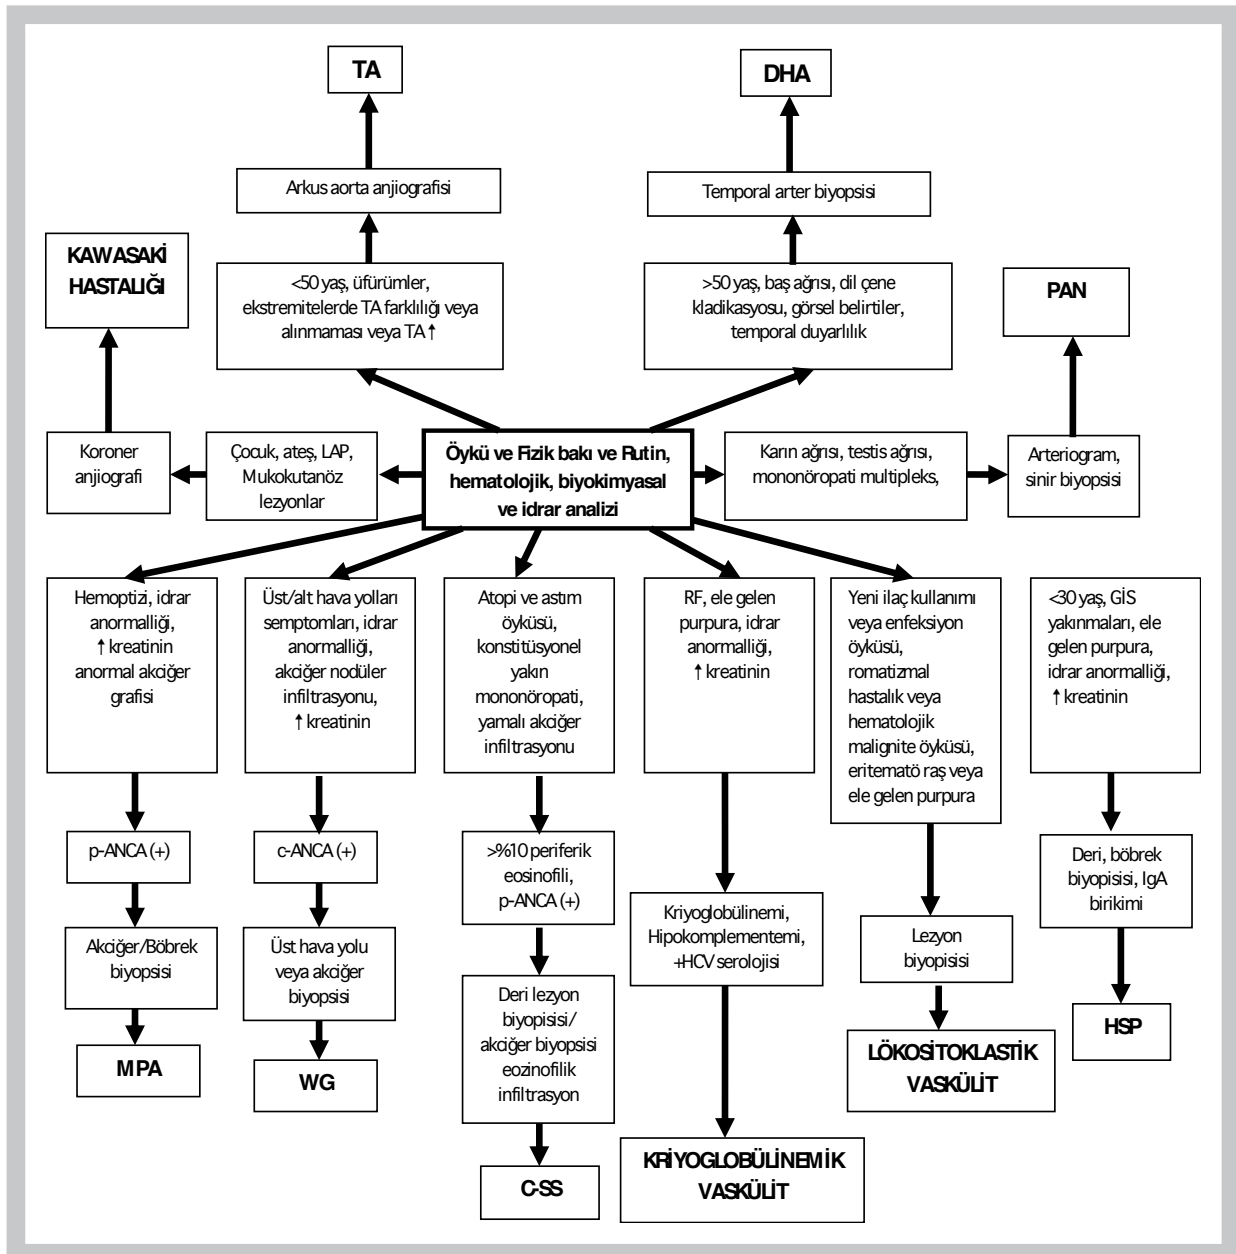 TA
DHA
Arkus aorta anjiografisi
Temporal arter biyopsisi
KAWASAKİ
HASTALIĞI
<50 yaş, üfürümler,
ekstremitelerde TA farklılığı veya
alınmaması veya TA ↑
>50 yaş, baş ağrısı, dil çene
kladikasyosu, görsel belirtiler,
temporal duyarlılık
PAN
Koroner
anjiografi
Çocuk, ateş, LAP,
Mukokutanöz
lezyonlar
Öykü ve Fizik bakı ve Rutin,
hematolojik, biyokimyasal
ve idrar analizi
Karın ağrısı, testis ağrısı,
mononöropati multipleks,
Arteriogram,
sinir biyopsisi
Hemoptizi, idrar
anormalliği,
↑ kreatinin
anormal akciğer
grafisi
Üst/alt hava yolları
semptomları, idrar
anormalliği,
akciğer nodüler
infiltrasyonu,
↑ kreatinin
Atopi ve astım
öyküsü,
konstitüsyonel
yakın
mononöropati,
yamalı akciğer
infiltrasyonu
RF, ele gelen
purpura, idrar
anormalliği,
↑ kreatinin
Yeni ilaç kullanımı
veya enfeksiyon
öyküsü,
romatizmal
hastalık veya
hematolojik
malignite öyküsü,
eritematö raş veya
ele gelen purpura
<30 yaş, GİS
yakınmaları, ele
gelen purpura,
idrar anormalliği,
↑ kreatinin
p-ANCA (+)
c-ANCA (+)
>%10 periferik
eosinofili,
p-ANCA (+)
Kriyoglobülinemi,
Hipokomplementemi,
+HCV serolojisi
Lezyon
biyopisisi
Deri, böbrek
biyopisisi, IgA
birikimi
Akciğer/Böbrek
biyopsisi
Üst hava yolu
veya akciğer
biyopsisi
Deri lezyon
biyopisisi/
akciğer biyopsisi
eozinofilik
infiltrasyon
MPA
WG
C-SS
KRİYOGLOBÜLİNEMİK
VASKÜLİT
LÖKOSİTOKLASTİK
VASKÜLİT
HSP